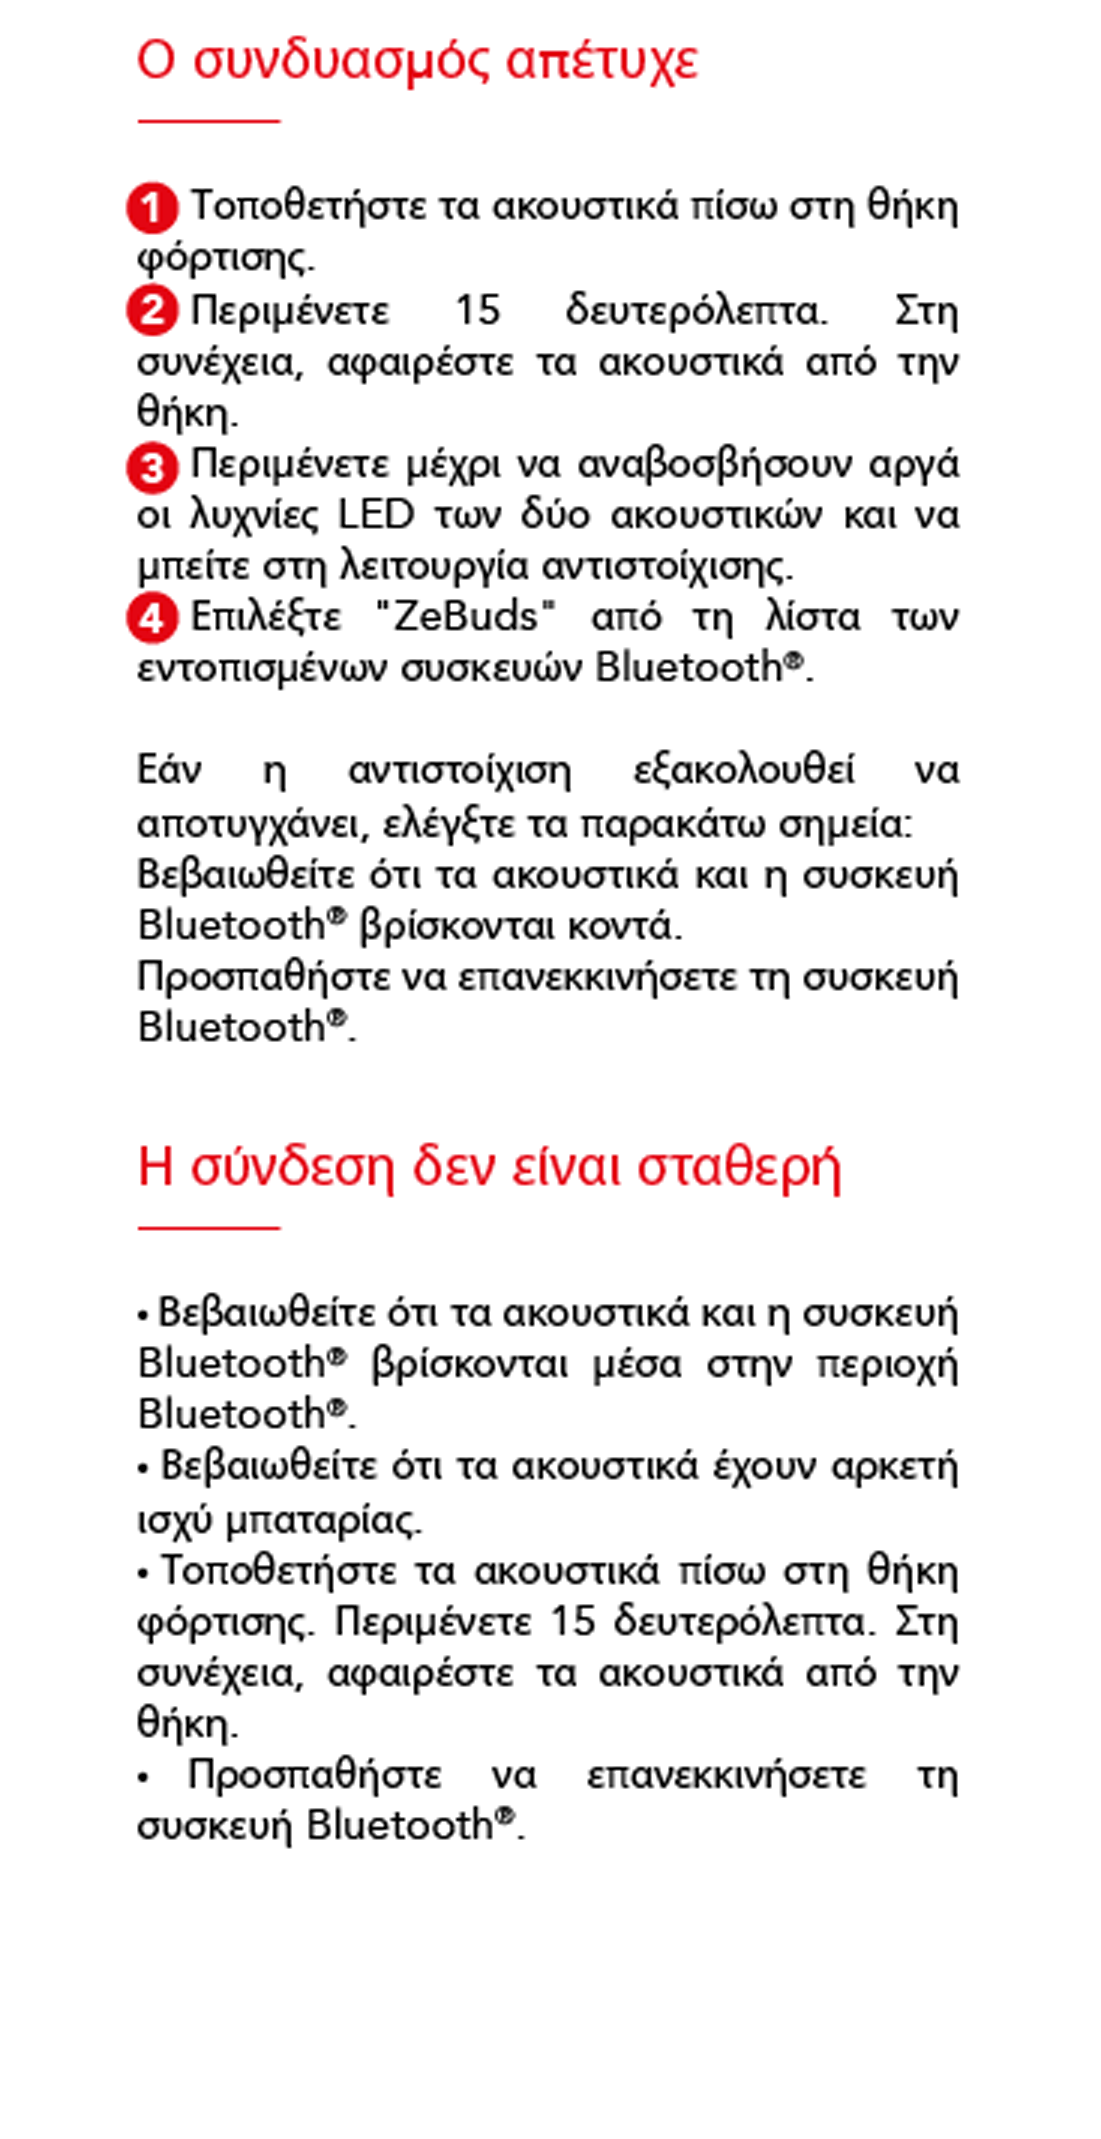 Ο συνδυασμός απέτυχε
1 Τοποθετήστε τα ακουστικά πίσω στη θήκη
φόρτισης.
2 Περιμένετε 15 δευτερόλεπτα. Στη
συνέχεια, αφαιρέστε τα ακουστικά από την
θήκη.
3 Περιμένετε μέχρι να αναβοσβήσουν αργά
οι λυχνίες LED των δύο ακουστικών και να
μπείτε στη λειτουργία αντιστοίχισης.
4 Επιλέξτε "ZeBuds" από τη λίστα των
εντοπισμένων συσκευών Bluetooth®.
Εάν η αντιστοίχιση εξακολουθεί να
αποτυγχάνει, ελέγξτε τα παρακάτω σημεία:
Βεβαιωθείτε ότι τα ακουστικά και η συσκευή
Bluetooth® βρίσκονται κοντά.
Προσπαθήστε να επανεκκινήσετε τη συσκευή
Bluetooth®.
Η σύνδεση δεν είναι σταθερή
• Βεβαιωθείτε ότι τα ακουστικά και η συσκευή
Bluetooth® βρίσκονται μέσα στην περιοχή
Bluetooth®.
• Βεβαιωθείτε ότι τα ακουστικά έχουν αρκετή
ισχύ μπαταρίας.
• Τοποθετήστε τα ακουστικά πίσω στη θήκη
φόρτισης. Περιμένετε 15 δευτερόλεπτα. Στη
συνέχεια, αφαιρέστε τα ακουστικά από την
θήκη.
• Προσπαθήστε να επανεκκινήσετε τη
συσκευή Bluetooth®.